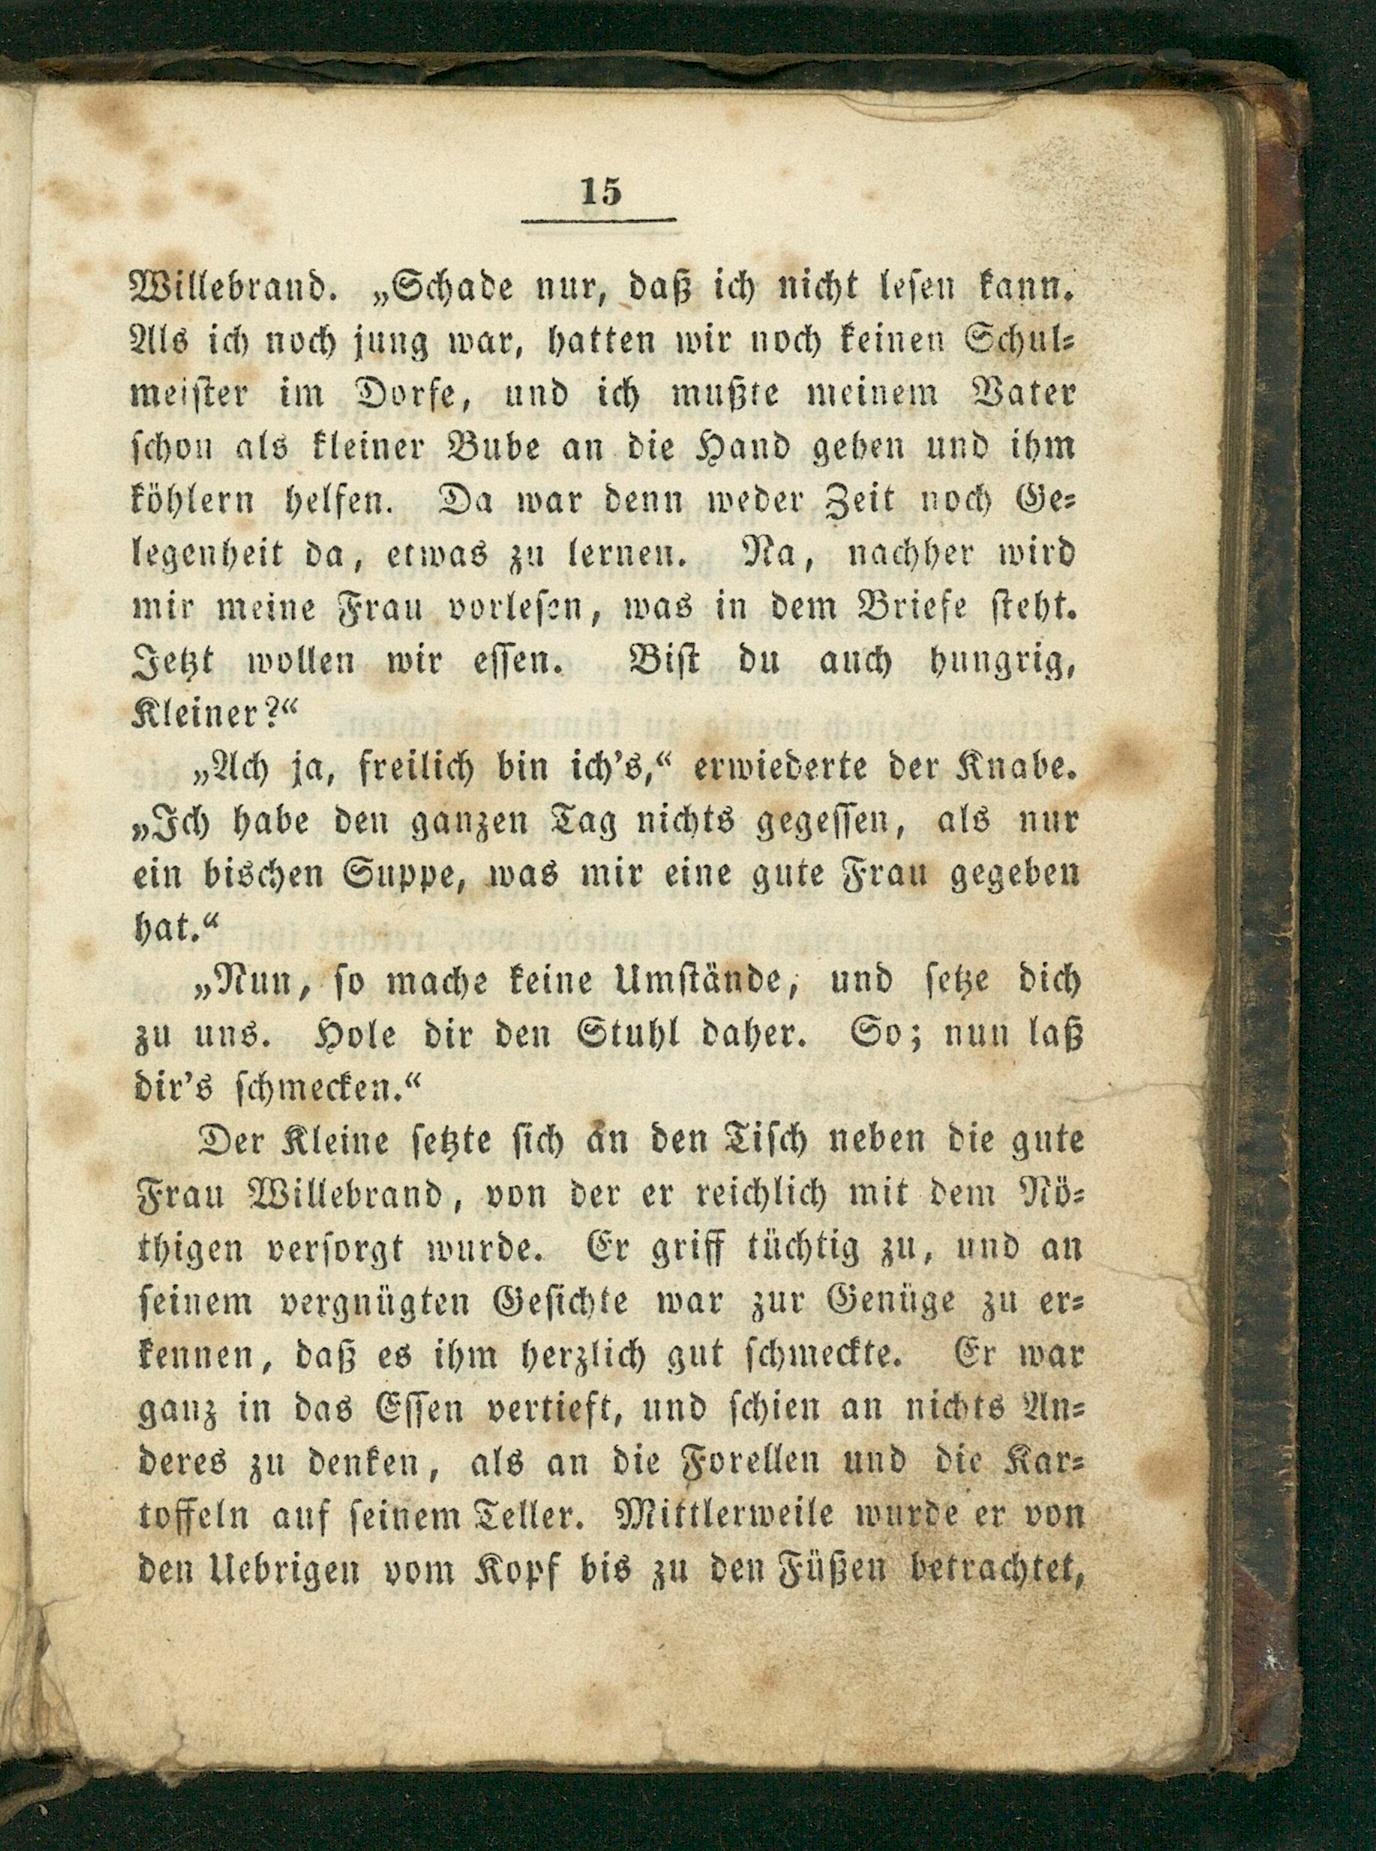 15
Willebrand. „Schade nur, daß ich nicht lesen kann.
Als ich noch jung war, hatten wir noch keinen Schul-
meister im Dorfe, und ich mußte meinem Vater
schon als kleiner Bube an die Hand gehen und ihm
köhlern helfen. Da war denn weder Zeit noch Ge-
legenheit da, etwas zu lernen. Na, nachher wird
mir meine Frau vorlesen, was in dem Briefe steht.
Jetzt wollen wir essen. Bist du auch hungrig,
Kleiner?“
„Ach ja, freilich bin ich's,“ erwiederte der Knabe.
„Ich habe den ganzen Tag nichts gegessen, als nur
ein bischen Suppe, was mir eine gute Frau gegeben
hat.“
„Nun, so mache keine Umstände, und setze dich
zu uns. Hole dir den Stuhl daher. So; nun laß
dir's schmecken.“
Der Kleine setzte sich an den Tisch neben die gute
Frau Willebrand, von der er reichlich mit dem Nö-
thigen versorgt wurde. Er griff tüchtig zu, und an
seinem vergnügten Gesichte war zur Genüge zu er-
kennen, daß es ihm herzlich gut schmeckte. Er war
ganz in das Essen vertieft, und schien an nichts An-
deres zu denken, als an die Forellen und die Kar-
toffeln auf seinem Teller. Mittlerweile wurde er von
den Uebrigen vom Kopf bis zu den Füßen betrachtet,